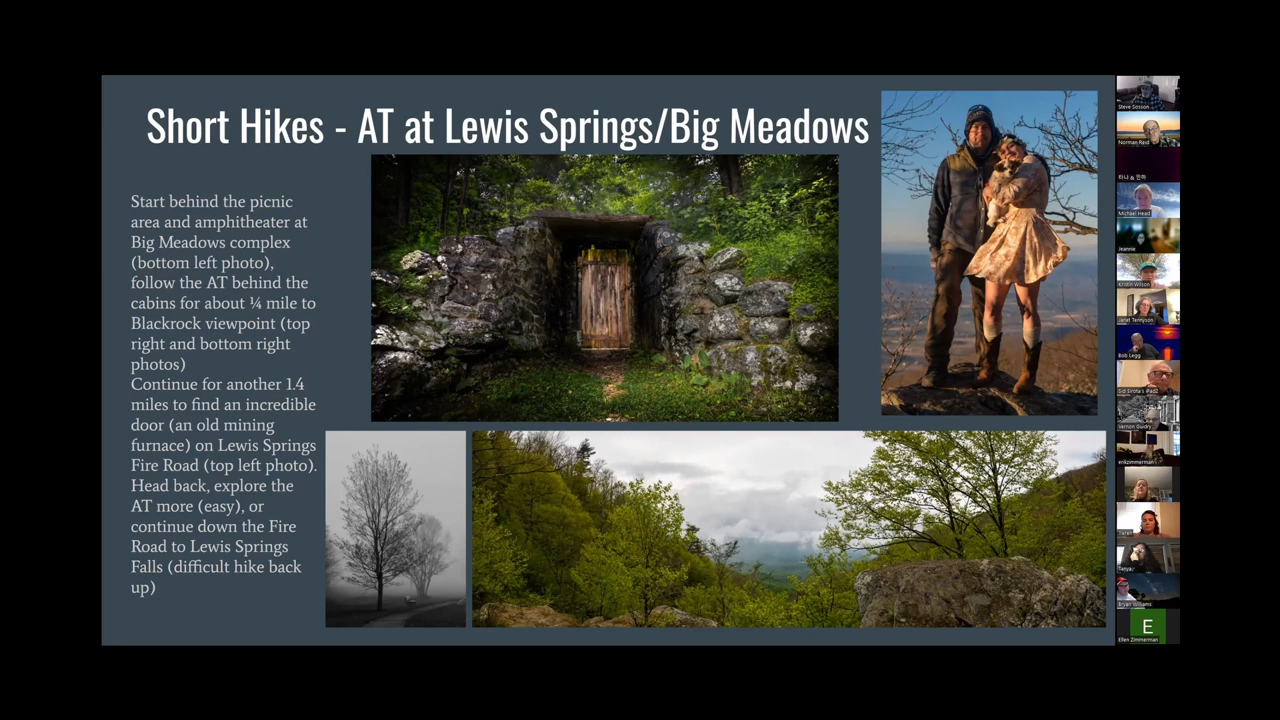 Short Hikes - AT at Lewis Springs/Big Meadows
Start behind the picnic
area and amphitheater at
Big Meadows complex
(bottom left photo),
follow the AT behind the
cabins for about ¼ mile to
Blackrock viewpoint (top
right and bottom right
photos)
Continue for another 1.4
miles to find an incredible
door (an old mining
furnace) on Lewis Springs
Fire Road (top left photo).
Head back, explore the
AT more (easy), or
continue down the Fire
Road to Lewis Springs
Falls (difficult hike back
up)
Steve Sosson
Norman Reid
Michael Head
Jeannie
Kristin Wilson
Janet Tennyson
Bob Legg
Sid Sirota's iPad2
Vernon Guidry
erikzimmerman
Tanya
Bryan Williams
E
Ellen Zimmerman